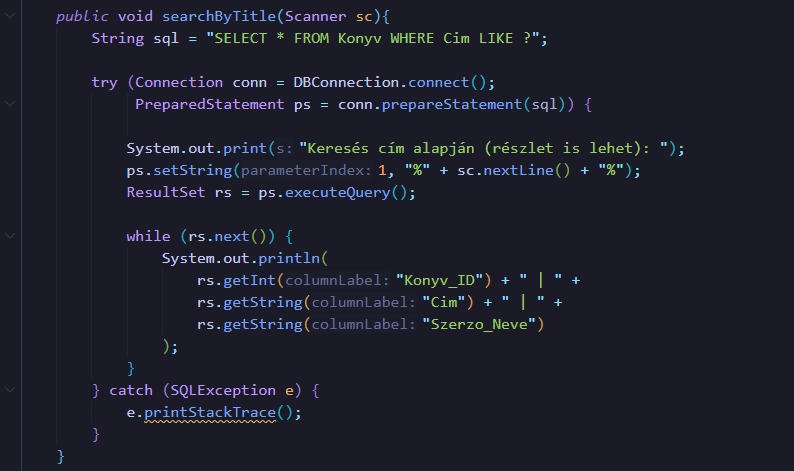 public void searchByTitle(Scanner sc){
String sql = "SELECT * FROM Konyv WHERE Cim LIKE ?";
try (Connection conn = DBConnection.connect();
PreparedStatement ps = conn.prepareStatement(sql)) {
System.out.print(s: "Keresés cím alapján (részlet is lehet): ");
ps.setString(parameterIndex: 1, "%" + sc.nextLine() + "%");
ResultSet rs = ps.executeQuery();
while (rs.next()) {
System.out.println(
rs.getInt(columnLabel: "Konyv_ID") + " | " +
rs.getString(columnLabel: "Cim") + " | " +
rs.getString(columnLabel: "Szerzo_Neve")
);
}
} catch (SQLException e) {
e.printStackTrace();
}
}